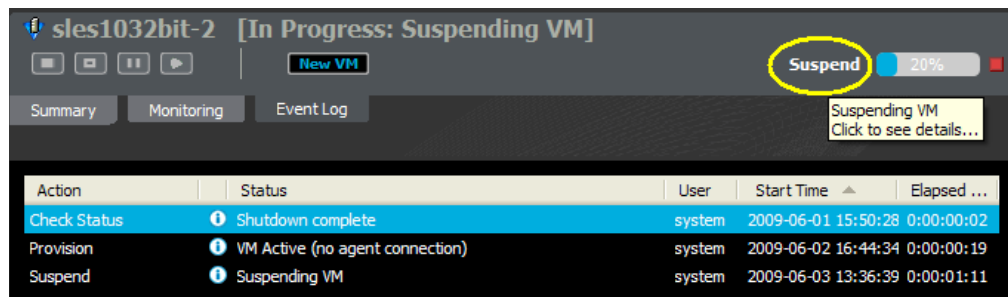 sles1032bit-2 [In Progress: Suspending VM]
New VM
Suspend 20%
Summary Monitoring Event Log
Suspending VM
Click to see details...
Action Status User Start Time Elapsed ...
Check Status Shutdown complete system 2009-06-01 15:50:28 0:00:00:02
Provision VM Active (no agent connection) system 2009-06-02 16:44:34 0:00:00:19
Suspend Suspending VM system 2009-06-03 13:36:39 0:00:01:11